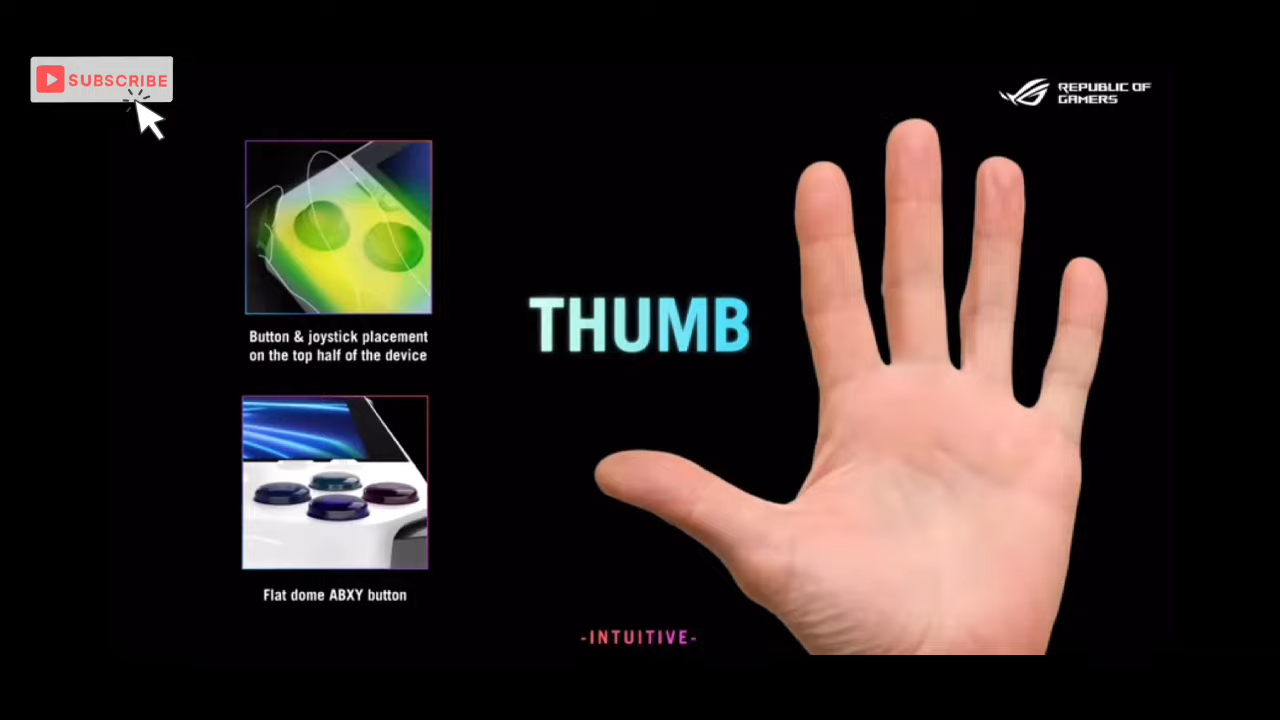 SUBSCRIBE
REPUBLIC OF
GAMERS
Button & joystick placement
on the top half of the device
THUMB
Flat dome ABXY button
-INTUITIVE-